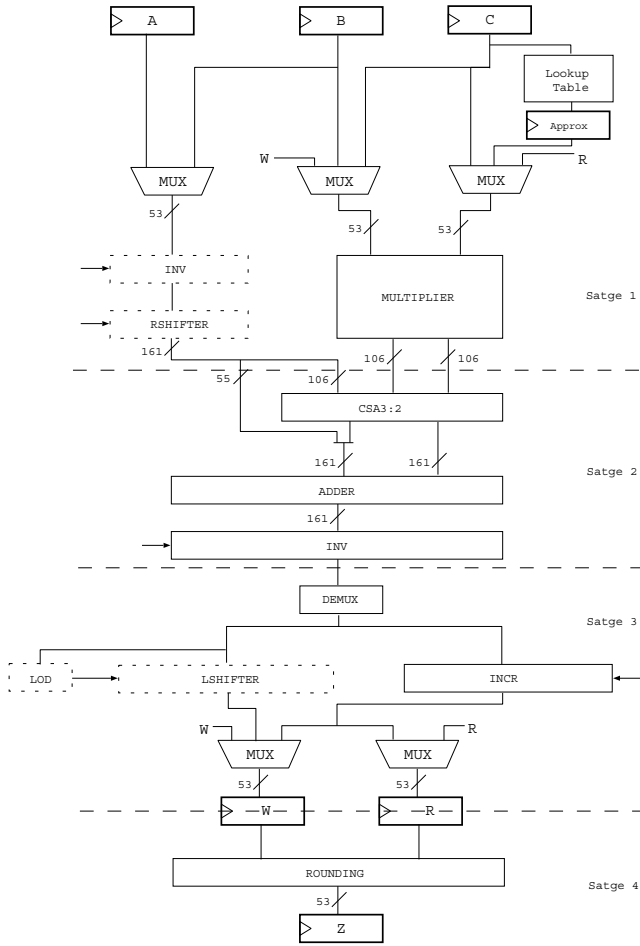 A
B
C
Lookup
Table
Approx
W
R
MUX
MUX
MUX
53
53
53
INV
MULTIPLIER
Satge 1
RSHIFTER
161
106
106
55
106
CSA3:2
161
161
Satge 2
ADDER
161
INV
DEMUX
Satge 3
LOD
LSHIFTER
INCR
W
R
MUX
MUX
53
53
W
R
ROUNDING
Satge 4
53
Z